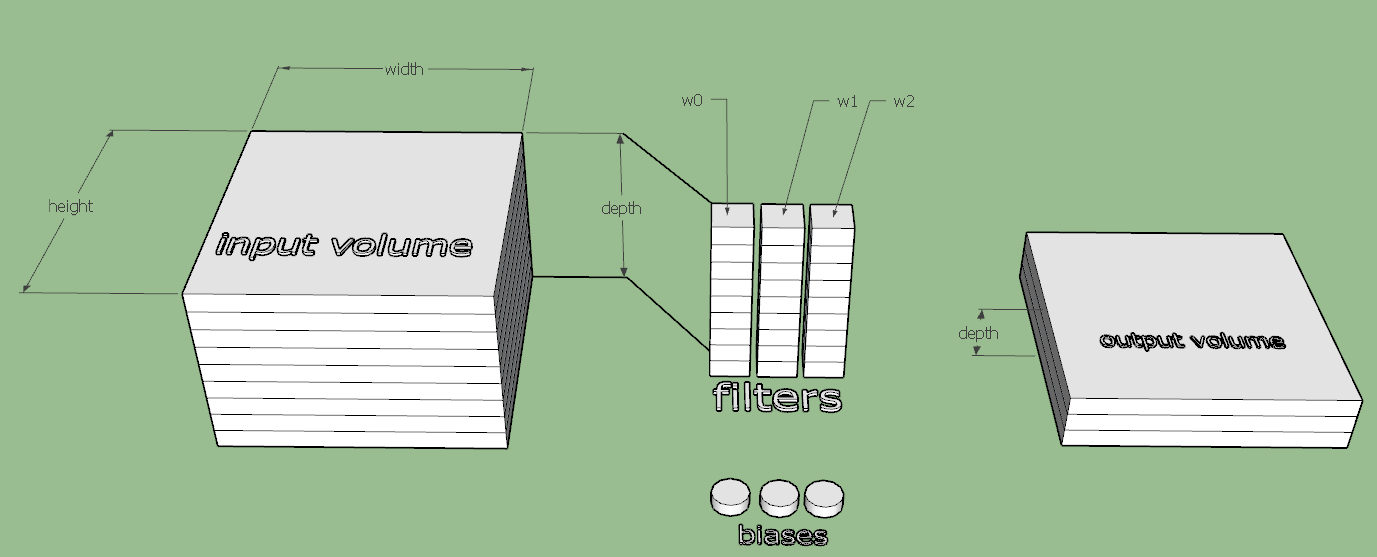 width
height
depth
input volume
w0
w1
w2
filters
biases
depth
output volume